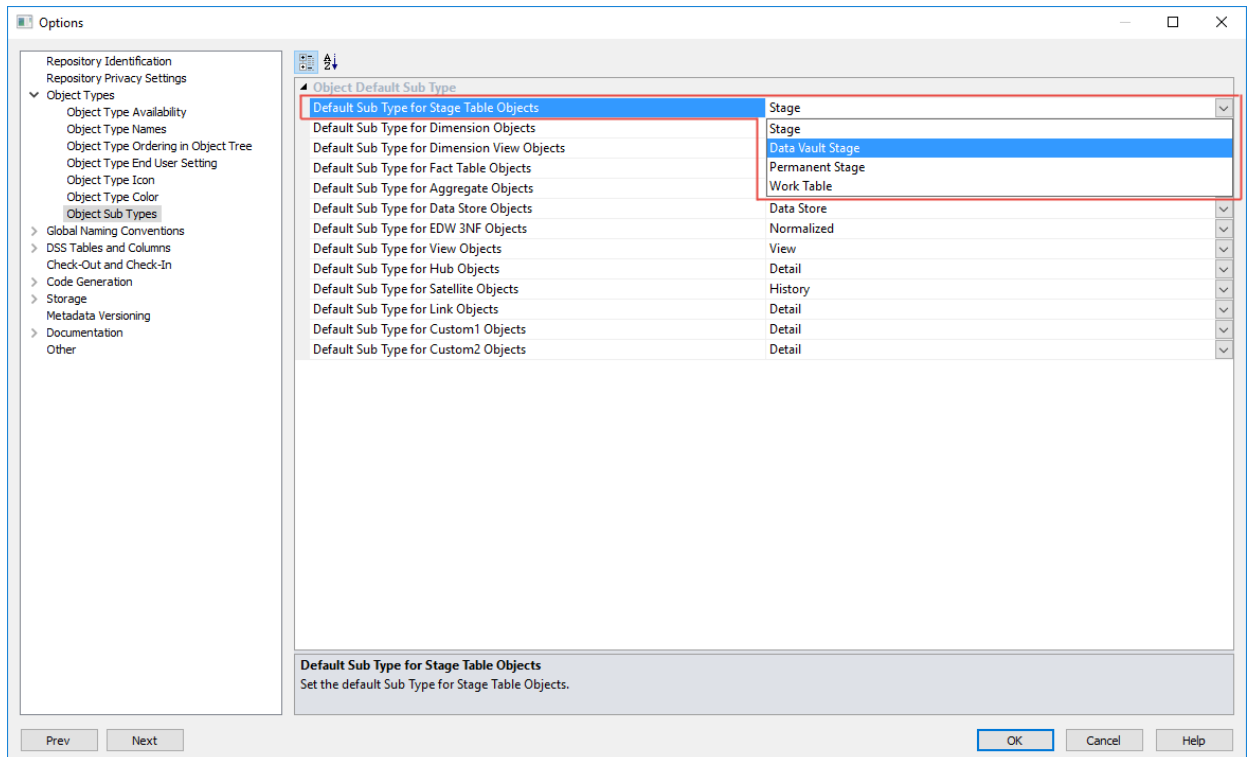 Options
Repository Identification
Repository Privacy Settings
Object Types
Object Type Availability
Object Type Names
Object Type Ordering in Object Tree
Object Type End User Setting
Object Type Icon
Object Type Color
Object Sub Types
Global Naming Conventions
DSS Tables and Columns
Check-Out and Check-In
Code Generation
Storage
Metadata Versioning
Documentation
Other
Object Default Sub Type
Default Sub Type for Stage Table Objects Stage
Default Sub Type for Dimension Objects Stage
Default Sub Type for Dimension View Objects Data Vault Stage
Default Sub Type for Fact Table Objects Permanent Stage
Default Sub Type for Aggregate Objects Work Table
Default Sub Type for Data Store Objects Data Store
Default Sub Type for EDW 3NF Objects Normalized
Default Sub Type for View Objects View
Default Sub Type for Hub Objects Detail
Default Sub Type for Satellite Objects History
Default Sub Type for Link Objects Detail
Default Sub Type for Custom1 Objects Detail
Default Sub Type for Custom2 Objects Detail
Default Sub Type for Stage Table Objects
Set the default Sub Type for Stage Table Objects.
Prev Next OK Cancel Help